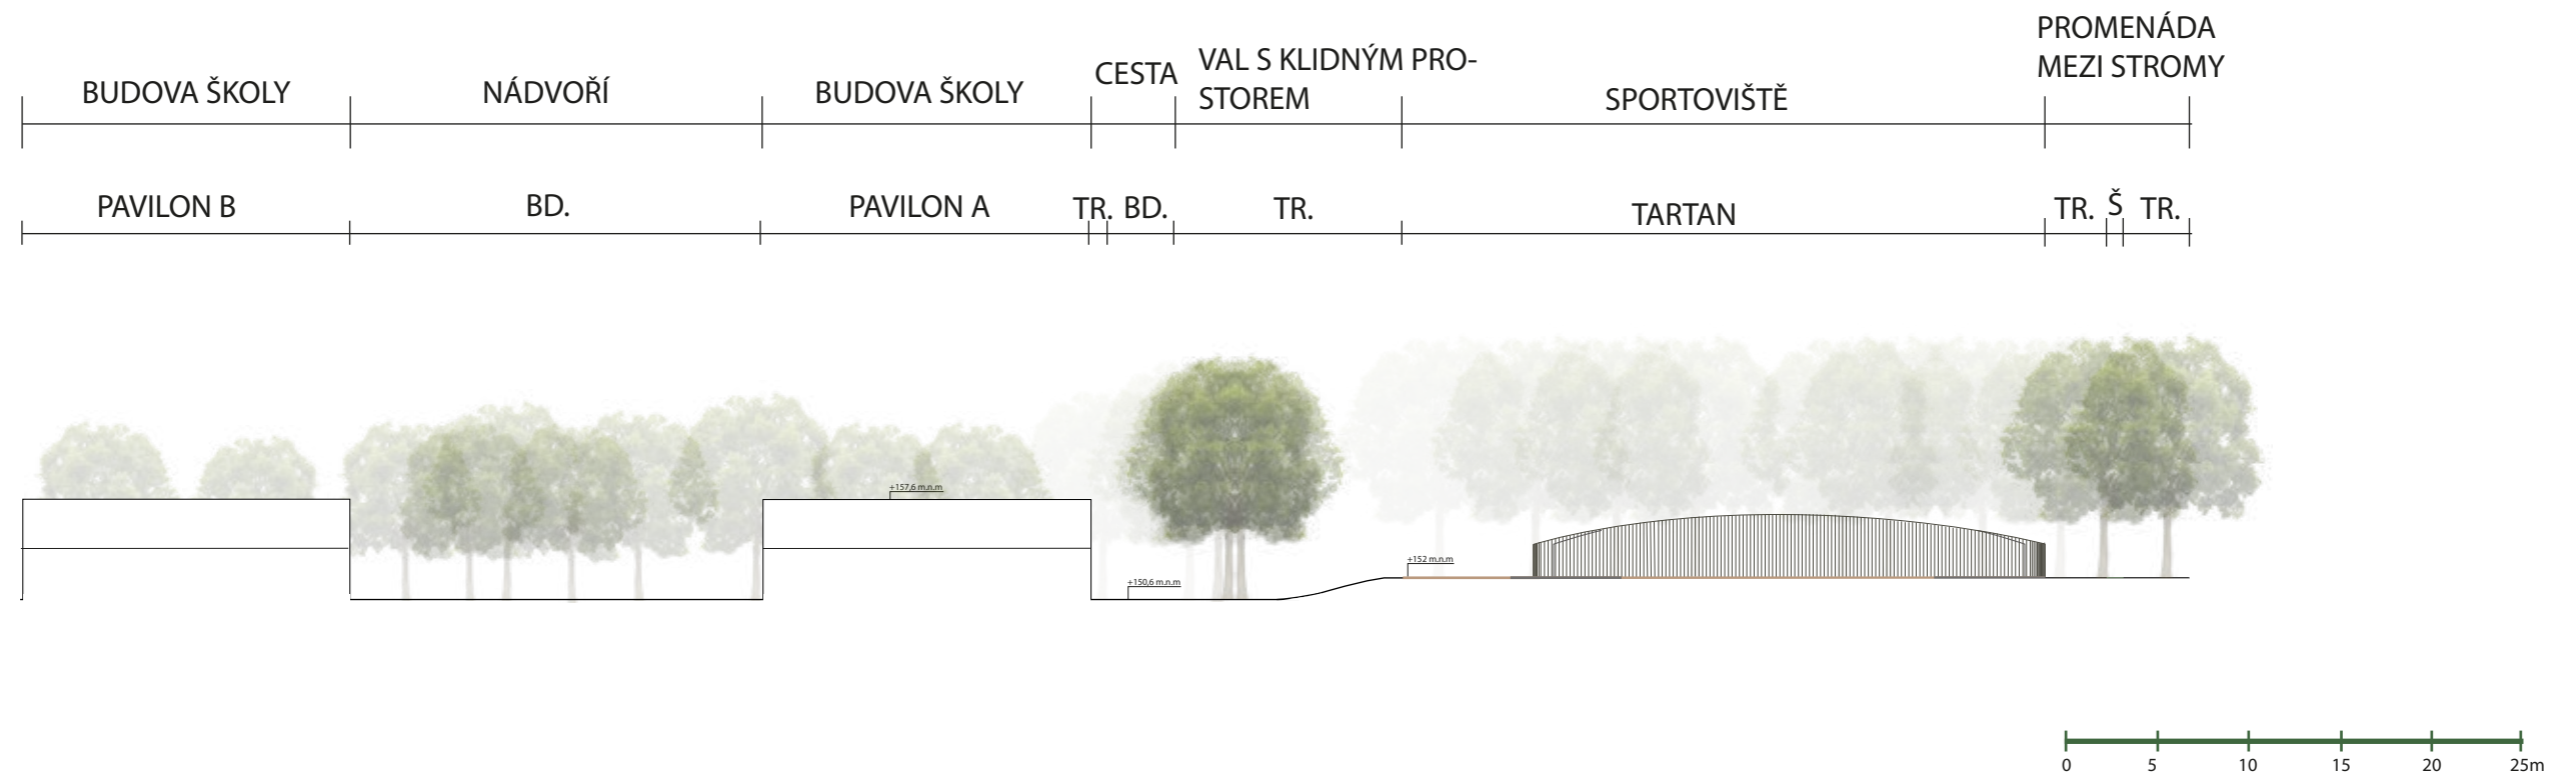 PROMENÁDA
MEZI STROMY
BUDOVA ŠKOLY
NÁDVOŘÍ
BUDOVA ŠKOLY
CESTA
VAL S KLIDNÝM PRO-
STOREM
SPORTOVIŠTĚ
PAVILON B
BD.
PAVILON A
TR.
BD.
TR.
TARTAN
TR.
Š
TR.
+157,6 m.n.m
+152 m.n.m
+150,6 m.n.m
0 5 10 15 20 25m